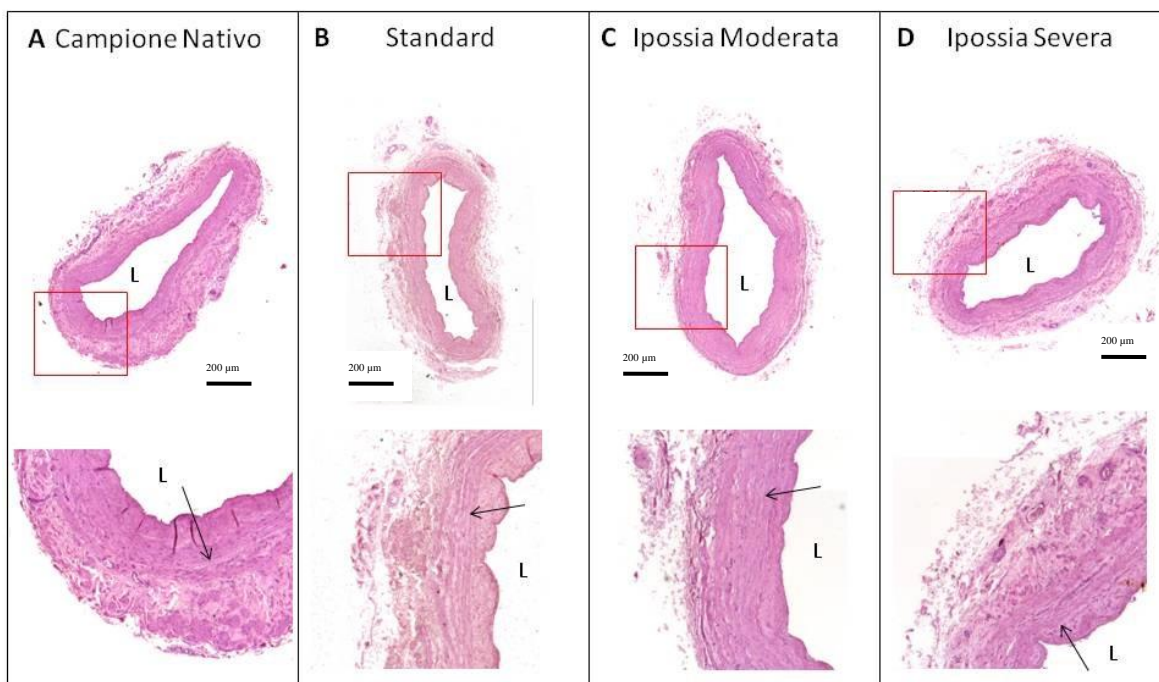 A Campione Nativo
B Standard
C Ipossia Moderata
D Ipossia Severa
L
L
L
L
200 µm
200 µm
200 µm
200 µm
L
L
L
L